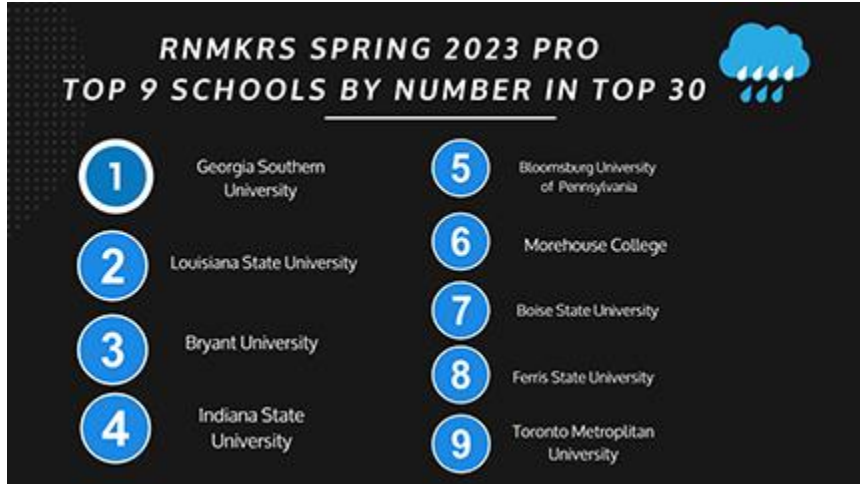 RNMKRS SPRING 2023 PRO
TOP 9 SCHOOLS BY NUMBER IN TOP 30
1
Georgia Southern
University
2
Louisiana State University
3
Bryant University
4
Indiana State
University
5
Bloomsburg University
of Pennsylvania
6
Morehouse College
7
Boise State University
8
Ferris State University
9
Toronto Metroplitan
University